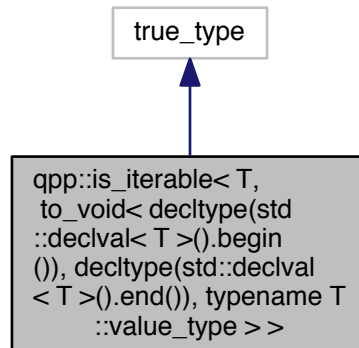 true_type
qpp::is_iterable< T,
to_void< decltype(std
::declval< T >().begin
()), decltype(std::declval
< T >().end()), typename T
::value_type > >